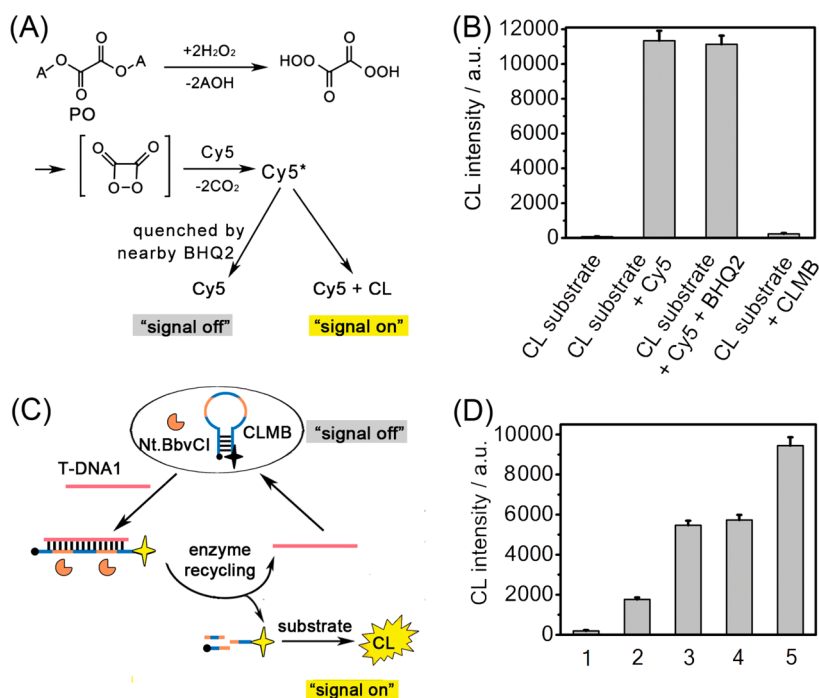 (A)
O
A
O
O
A
O
PO
+2H₂O₂
-2AOH
O
HOO
OOH
O
O
O
O-O
Cy5
-2CO₂
Cy5*
quenched by
nearby BHQ2
Cy5
Cy5 + CL
"signal off"
"signal on"
(B)
CL intensity / a.u.
12000
10000
8000
6000
4000
2000
0
CL substrate
CL substrate
+ Cy5
CL substrate
+ Cy5 + BHQ2
CL substrate
+ CLMB
(C)
Nt.BbvCI
CLMB
"signal off"
T-DNA1
enzyme
recycling
substrate
CL
"signal on"
(D)
CL intensity / a.u.
10000
8000
6000
4000
2000
0
1
2
3
4
5